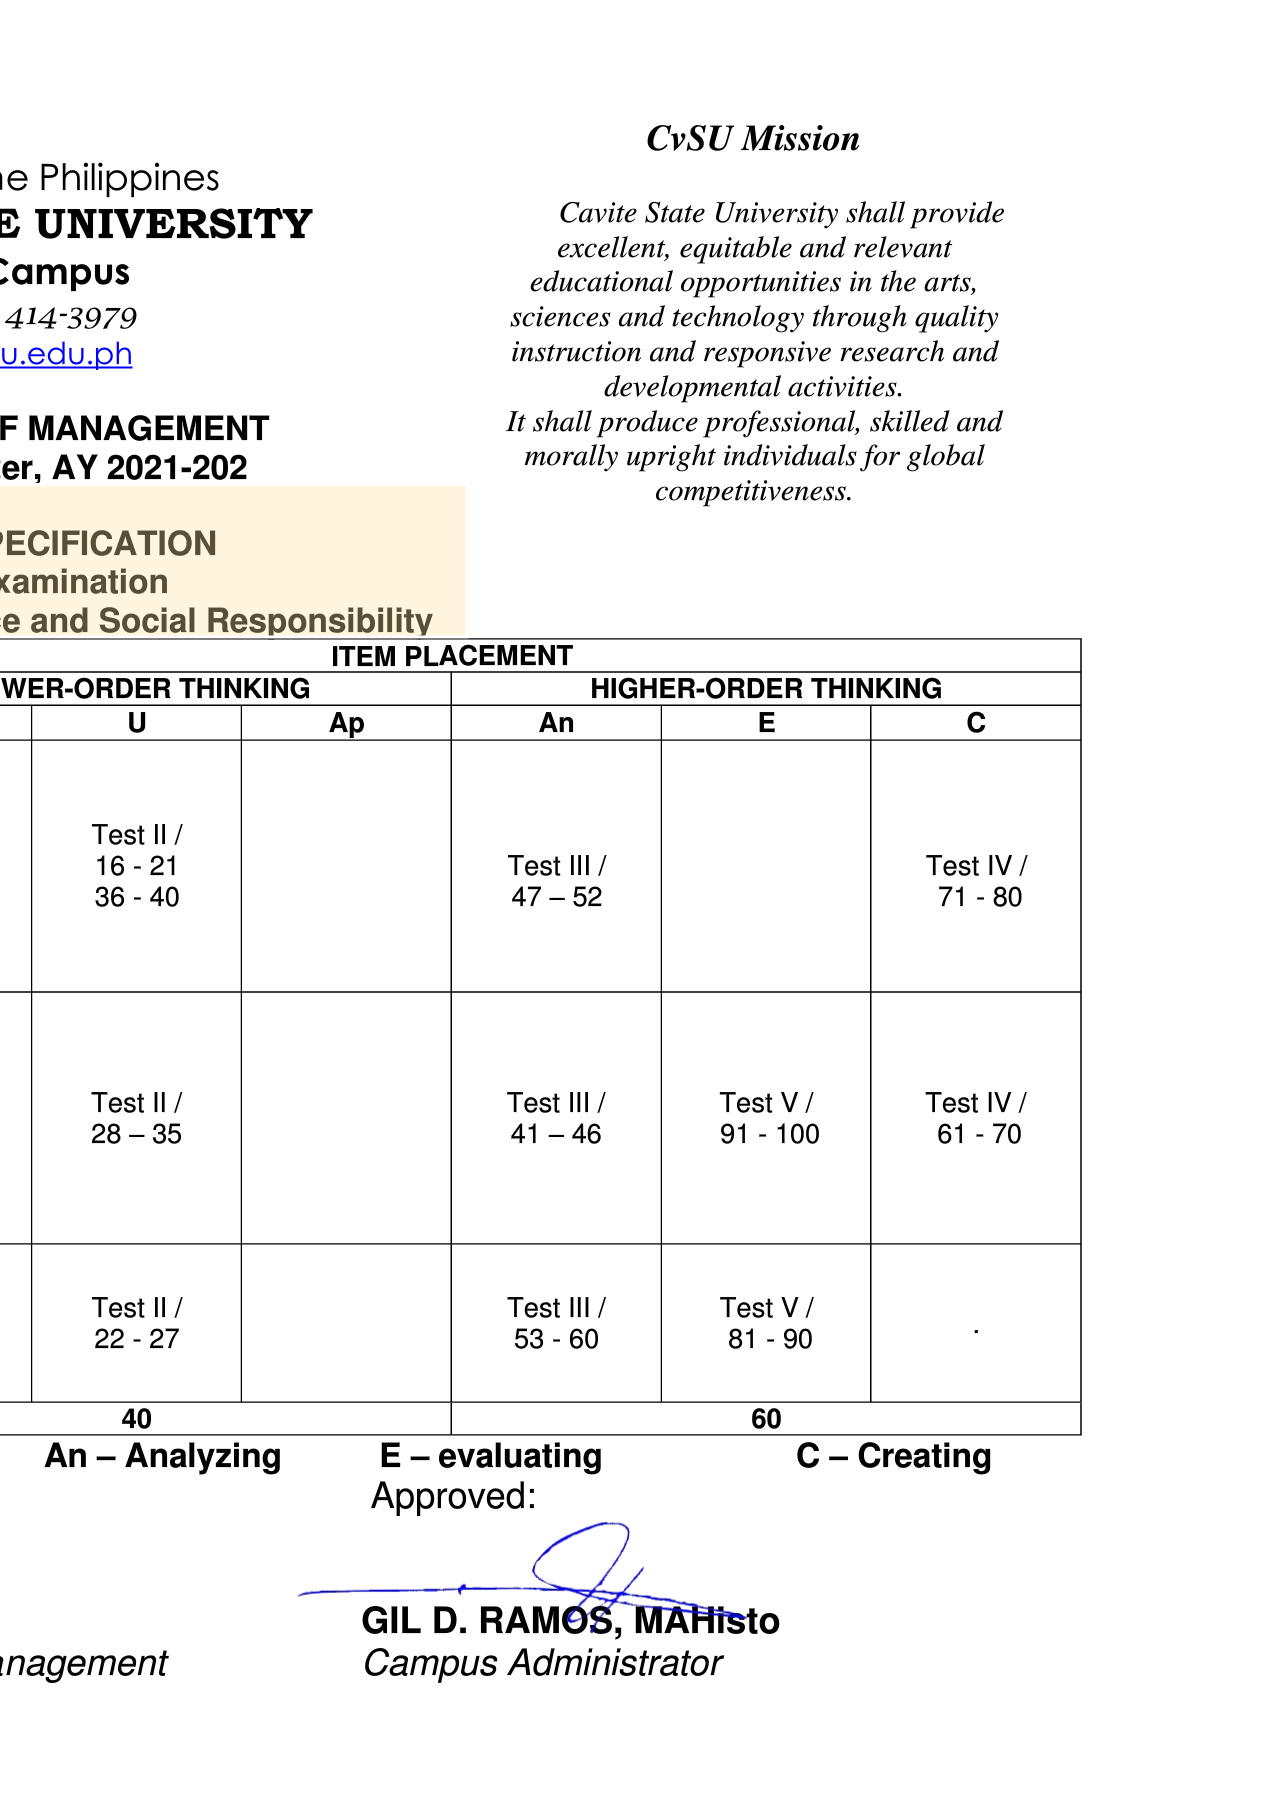 CvSU Mission
ne Philippines
E UNIVERSITY
Campus
414-3979
u.edu.ph
F MANAGEMENT
ter, AY 2021-202
PECIFICATION
xamination
ce and Social Responsibility
Cavite State University shall provide
excellent, equitable and relevant
educational opportunities in the arts,
sciences and technology through quality
instruction and responsive research and
developmental activities.
It shall produce professional, skilled and
morally upright individuals for global
competitiveness.
ITEM PLACEMENT
WER-ORDER THINKING
HIGHER-ORDER THINKING
U
Ap
An
E
C
Test II /
16 - 21
36 - 40
Test III /
47 – 52
Test IV /
71 - 80
Test II /
28 – 35
Test III /
41 – 46
Test V /
91 - 100
Test IV /
61 - 70
Test II /
22 - 27
Test III /
53 - 60
Test V /
81 - 90
.
40
60
An – Analyzing
E – evaluating
C – Creating
Approved:
GIL D. RAMOS, MAHisto
anagement
Campus Administrator